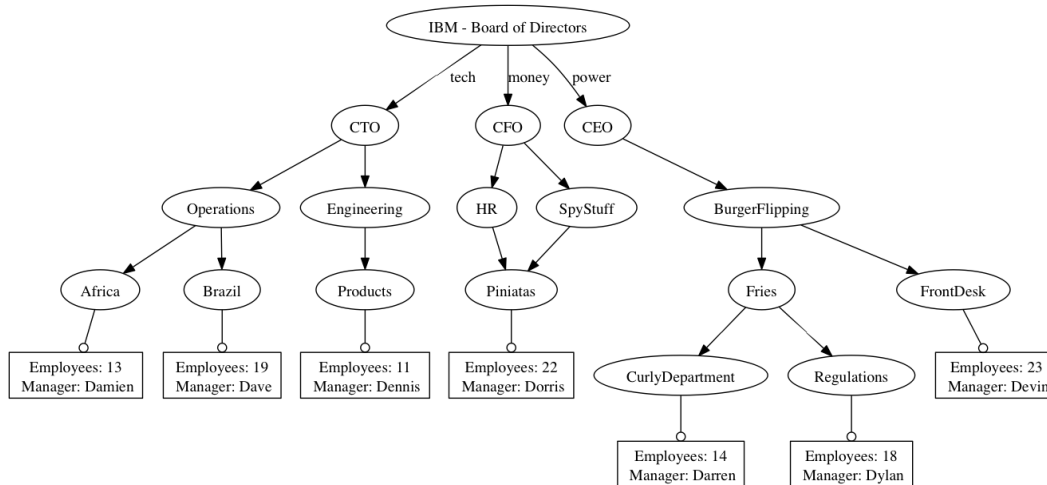 IBM - Board of Directors
tech
money
power
CTO
CFO
CEO
Operations
Engineering
HR
SpyStuff
BurgerFlipping
Africa
Brazil
Products
Piniatas
Fries
FrontDesk
Employees: 13
Manager: Damien
Employees: 19
Manager: Dave
Employees: 11
Manager: Dennis
Employees: 22
Manager: Dorris
CurlyDepartment
Regulations
Employees: 23
Manager: Devin
Employees: 14
Manager: Darren
Employees: 18
Manager: Dylan